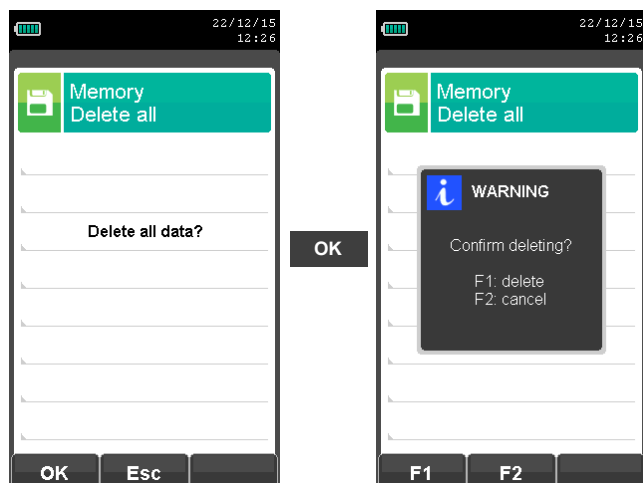 22/12/15
12:26
Memory
Delete all
Delete all data?
OK
Esc
OK
22/12/15
12:26
Memory
Delete all
WARNING
Confirm deleting?
F1: delete
F2: cancel
F1
F2